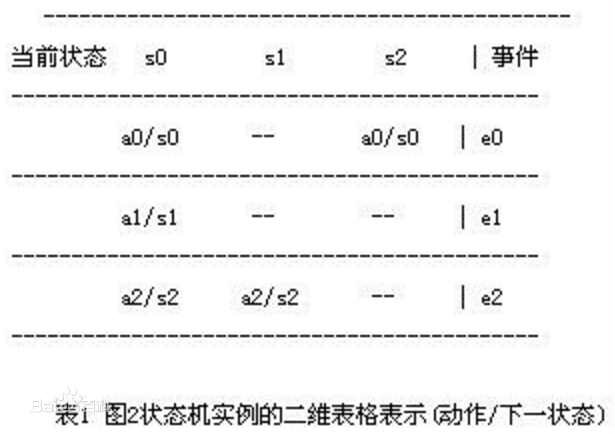 当前状态 s0 s1 s2 | 事件
a0/s0 -- a0/s0 | e0
a1/s1 -- -- | e1
a2/s2 a2/s2 -- | e2
表1 图2状态机实例的二维表格表示(动作/下一状态)